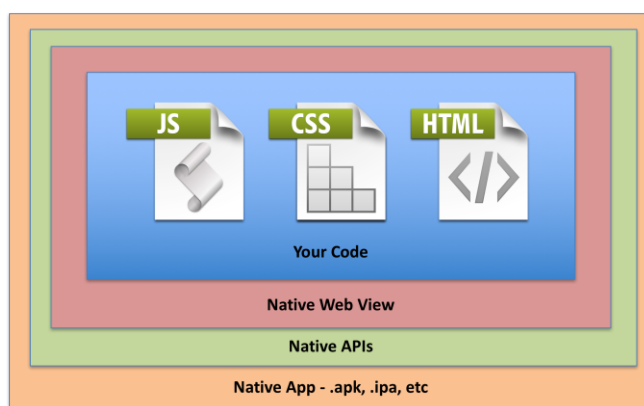 JS CSS HTML
</>
Your Code
Native Web View
Native APIs
Native App - .apk, .ipa, etc